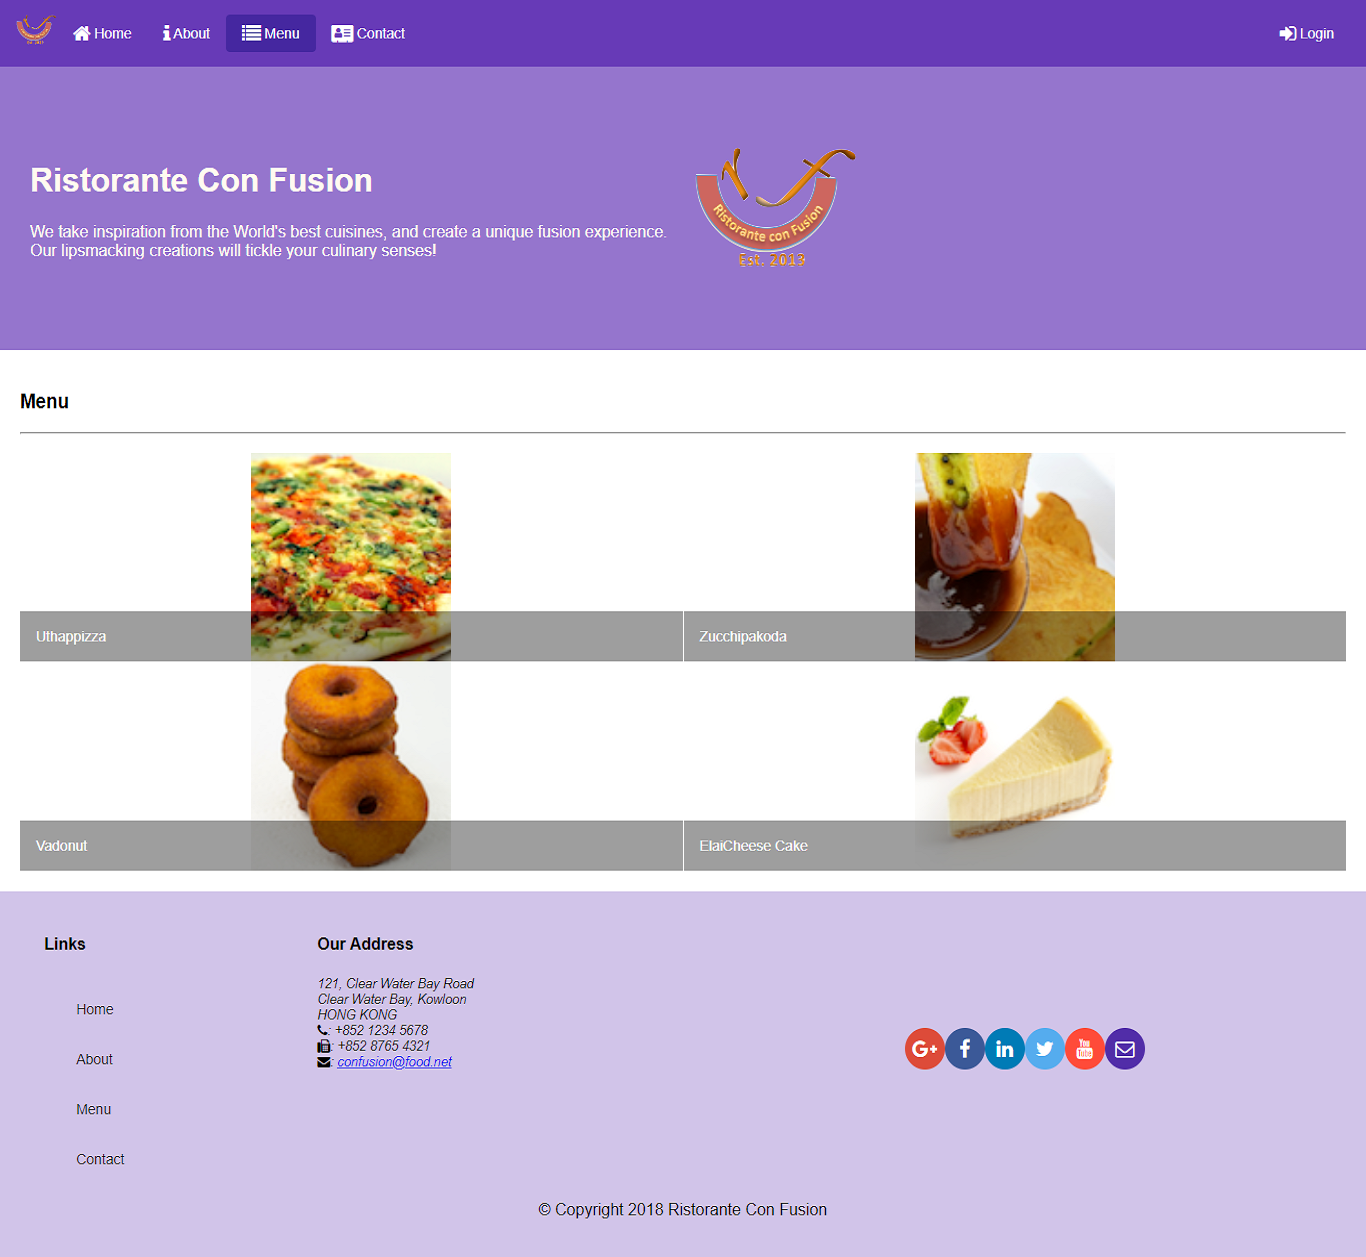 Home
About
Menu
Contact
Login
Ristorante Con Fusion
We take inspiration from the World's best cuisines, and create a unique fusion experience.
Our lipsmacking creations will tickle your culinary senses!
Ristorante con Fusion
Est. 2013
Menu
Uthappizza
Zucchipakoda
Vadonut
ElaiCheese Cake
Links
Home
About
Menu
Contact
Our Address
121, Clear Water Bay Road
Clear Water Bay, Kowloon
HONG KONG
: +852 1234 5678
: +852 8765 4321
: confusion@food.net
G+
f
in
You
Tube
© Copyright 2018 Ristorante Con Fusion